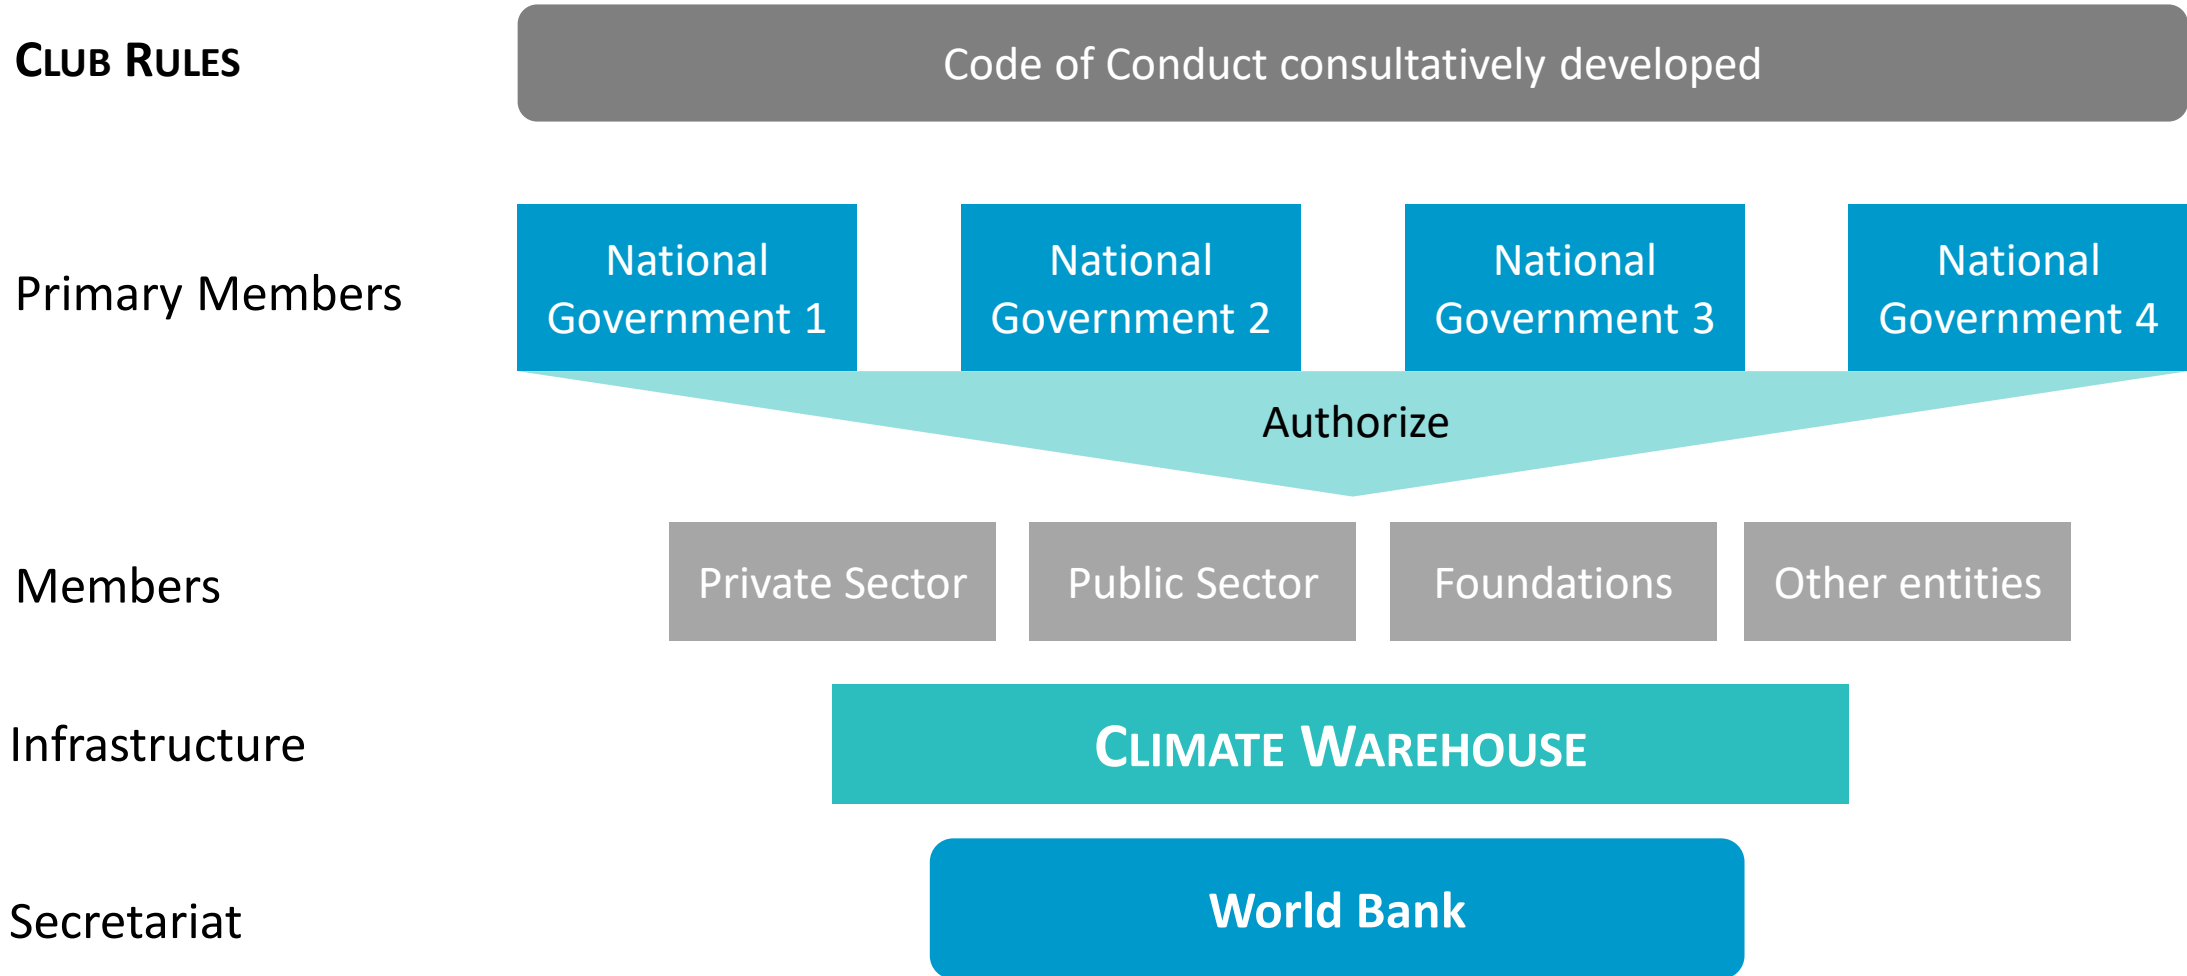 CLUB RULES
Code of Conduct consultatively developed
Primary Members
National
Government 1
National
Government 2
National
Government 3
National
Government 4
Authorize
Members
Private Sector
Public Sector
Foundations
Other entities
Infrastructure
CLIMATE WAREHOUSE
Secretariat
World Bank